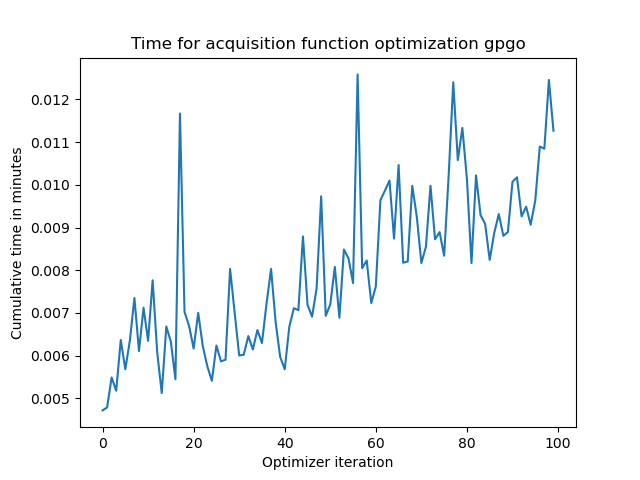 Time for acquisition function optimization gpgo
Cumulative time in minutes
0.012
0.011
0.010
0.009
0.008
0.007
0.006
0.005
0 20 40 60 80 100
Optimizer iteration